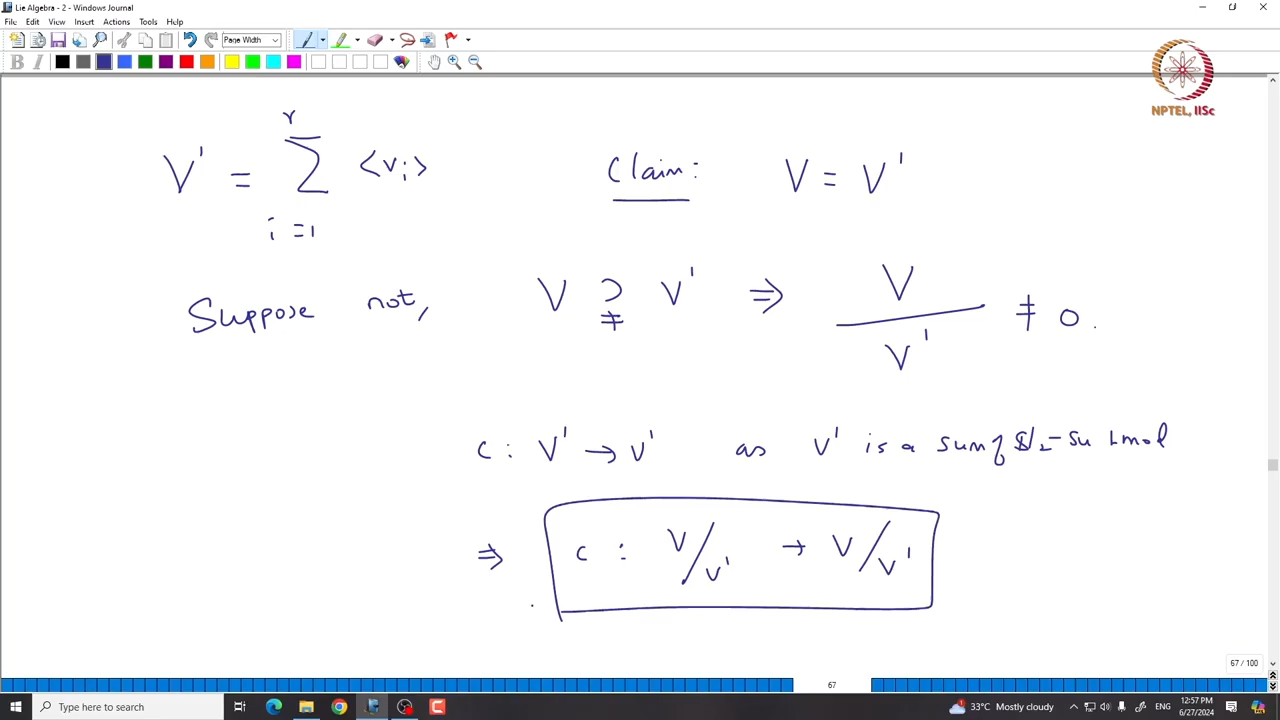 Lie Algebra - 2 - Windows Journal
File Edit View Insert Actions Tools Help
Page Width
NPTEL, IISc
V' = \sum_{i=1}^{r} <v_i> Claim: V = V'
Suppose not, V ⊋ V' ⇒ V/V' ≠ 0.
c : V' → V' as V' is a sum of sl_2-submod
⇒ c : V/V' → V/V'
67 / 100
67
Type here to search
33°C Mostly cloudy
ENG
12:57 PM
6/27/2024